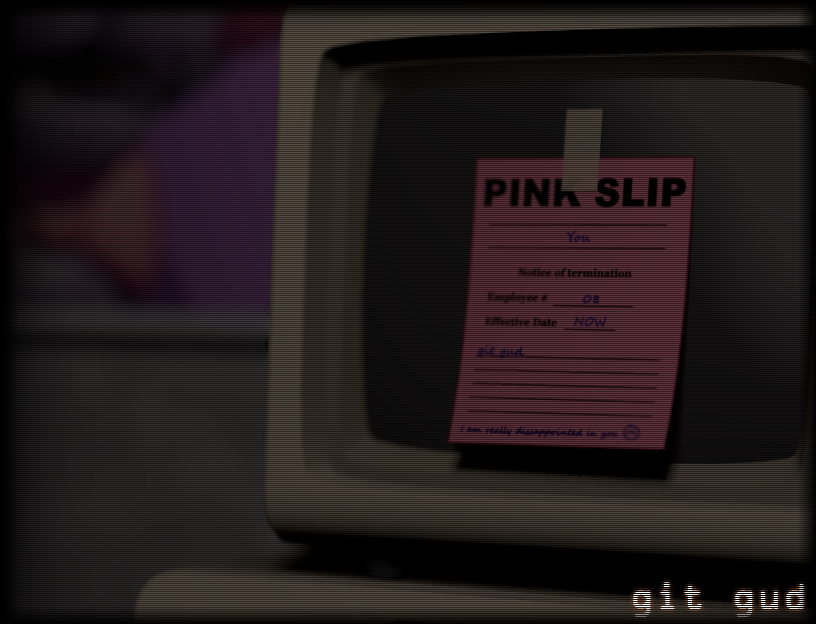 PINK SLIP
You
Notice of termination
Employee # 08
Effective Date NOW
git gud
I am really dissappointed in you
git gud